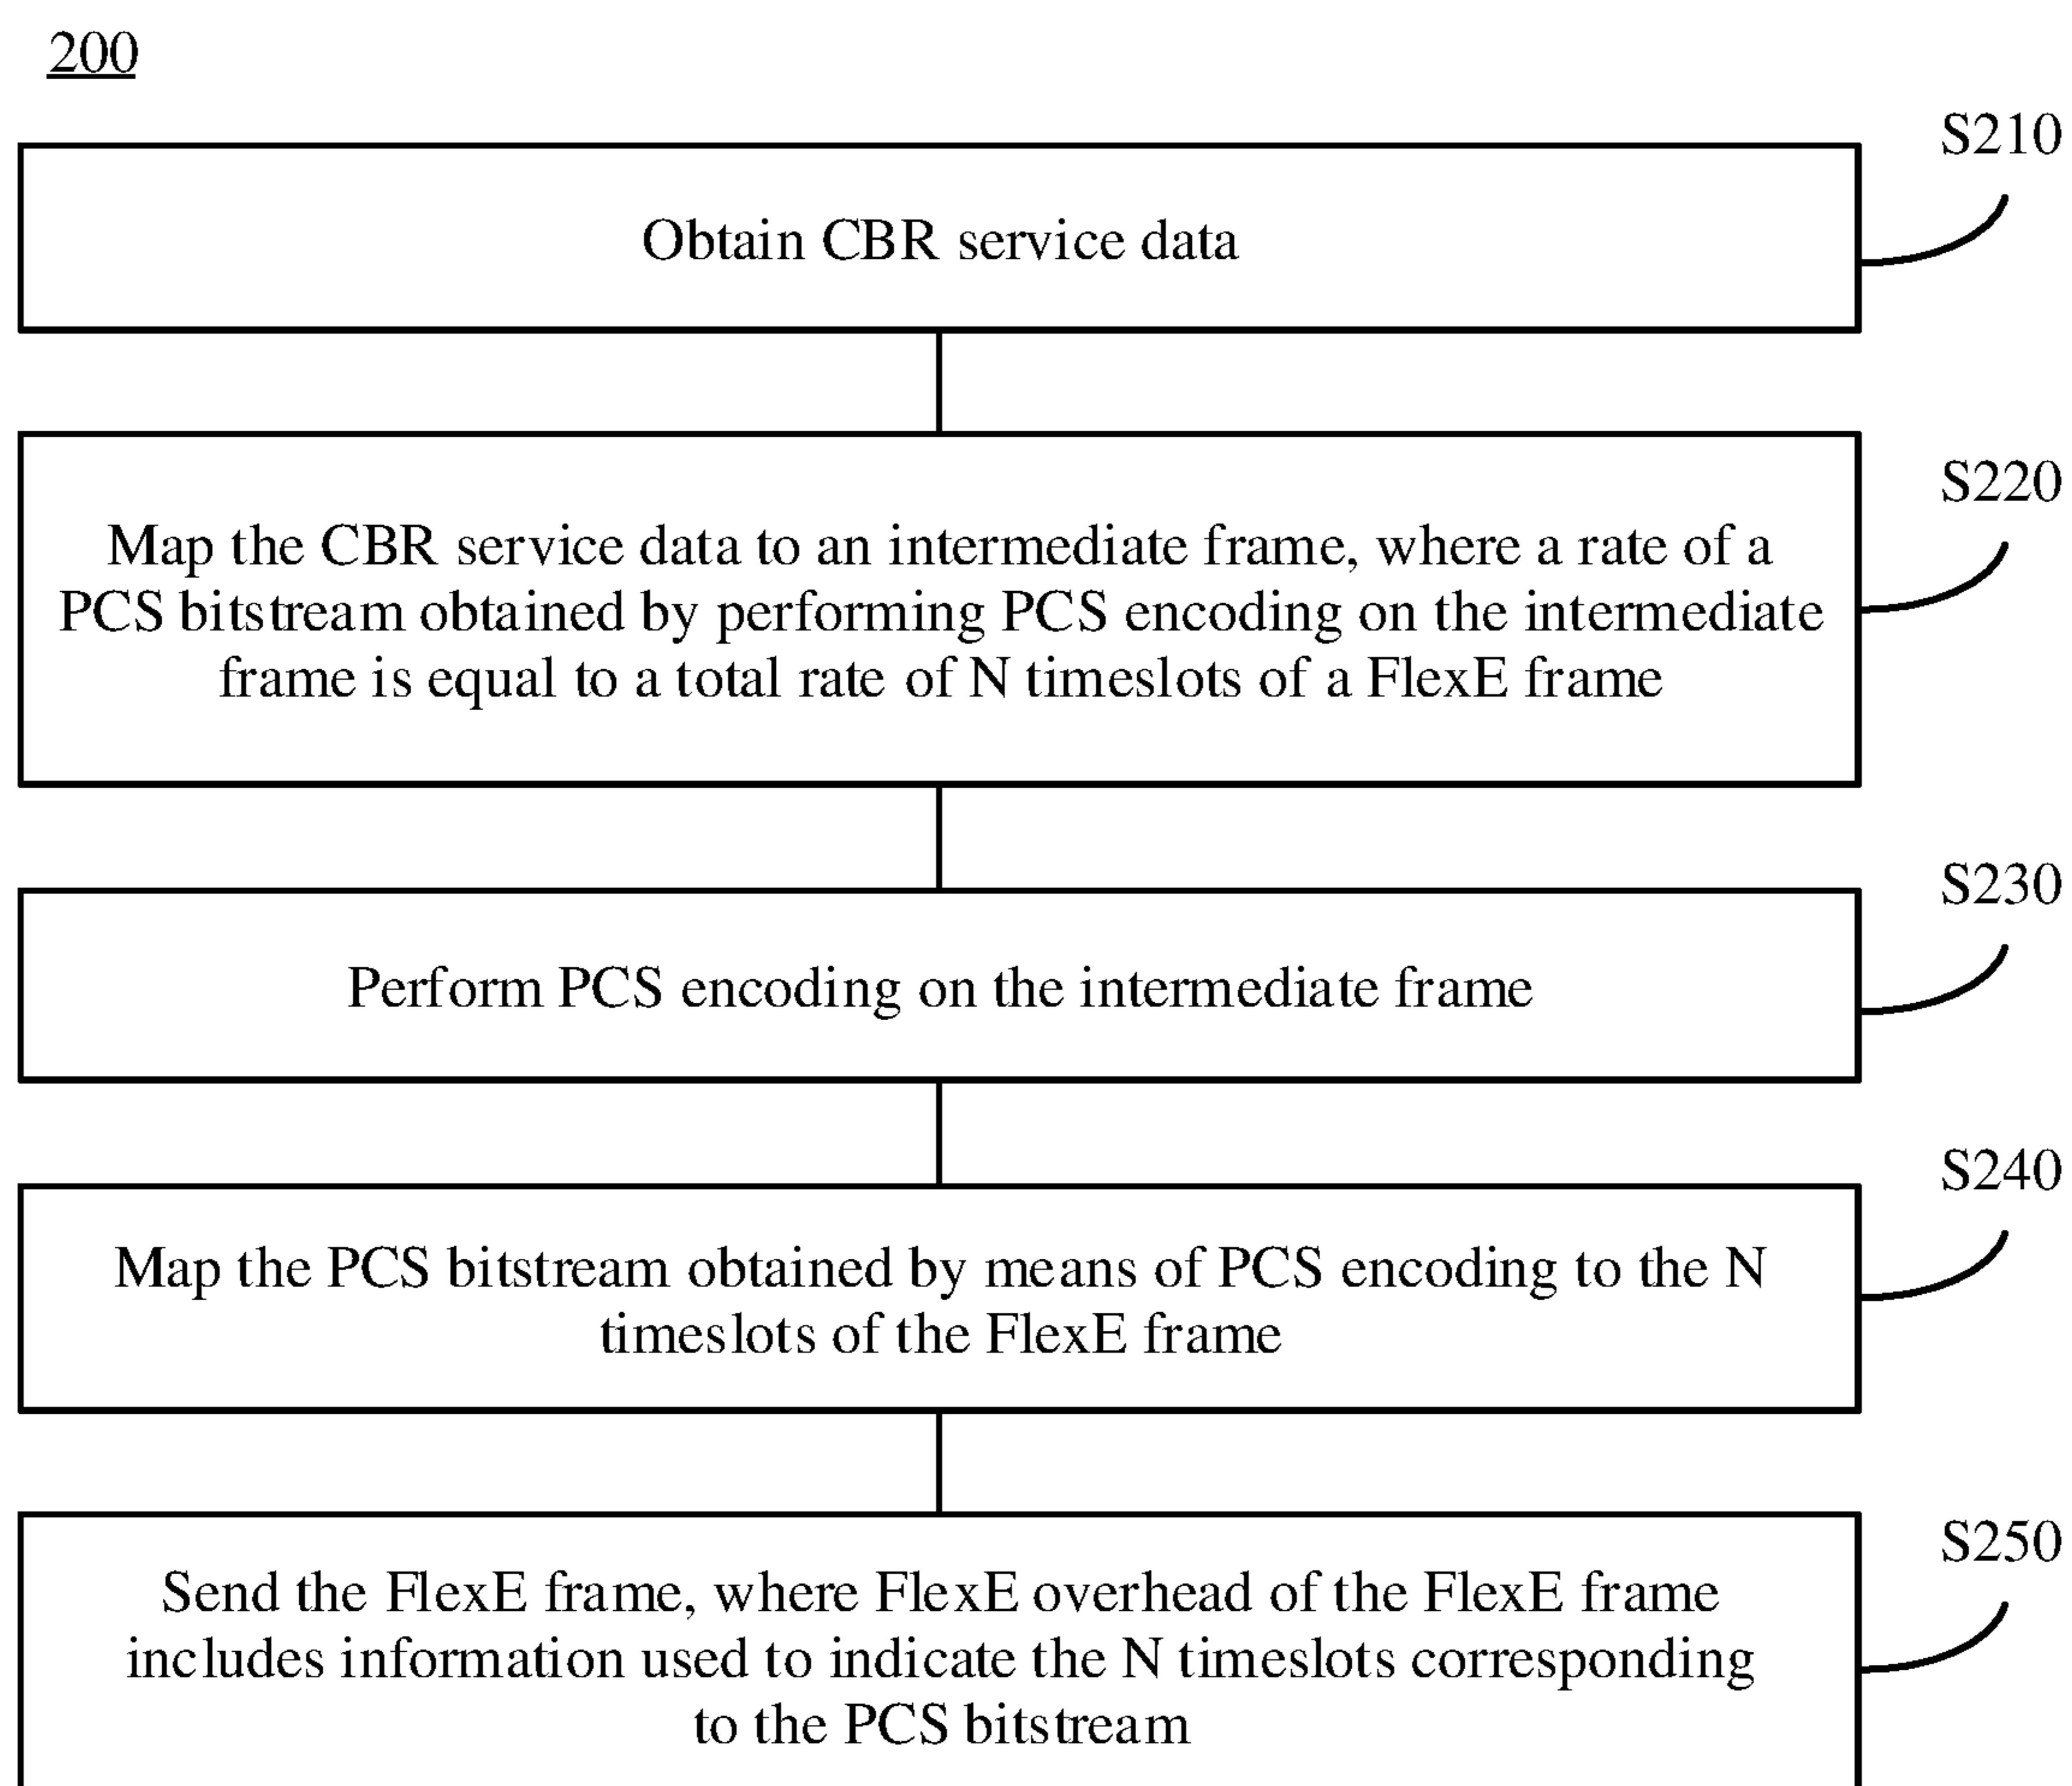 200
S210
Obtain CBR service data
S220
Map the CBR service data to an intermediate frame, where a rate of a
PCS bitstream obtained by performing PCS encoding on the intermediate
frame is equal to a total rate of N timeslots of a FlexE frame
S230
Perform PCS encoding on the intermediate frame
S240
Map the PCS bitstream obtained by means of PCS encoding to the N
timeslots of the FlexE frame
S250
Send the FlexE frame, where FlexE overhead of the FlexE frame
includes information used to indicate the N timeslots corresponding
to the PCS bitstream